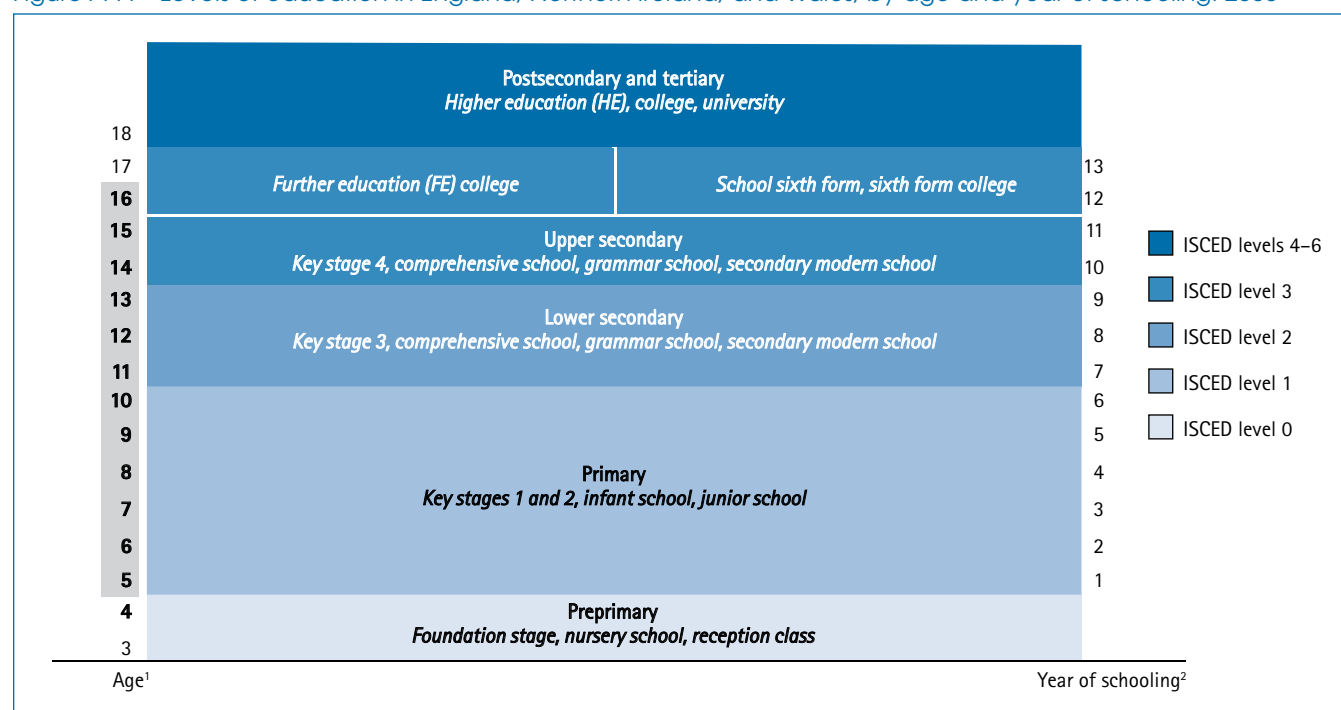 Postsecondary and tertiary
Higher education (HE), college, university
18
17
13
Further education (FE) college
School sixth form, sixth form college
16
12
15
11
Upper secondary
Key stage 4, comprehensive school, grammar school, secondary modern school
14
10
13
9
Lower secondary
Key stage 3, comprehensive school, grammar school, secondary modern school
12
8
11
7
10
6
9
5
8
4
Primary
Key stages 1 and 2, infant school, junior school
7
3
6
2
5
1
4
Preprimary
Foundation stage, nursery school, reception class
3
Age¹
Year of schooling²
ISCED levels 4–6
ISCED level 3
ISCED level 2
ISCED level 1
ISCED level 0